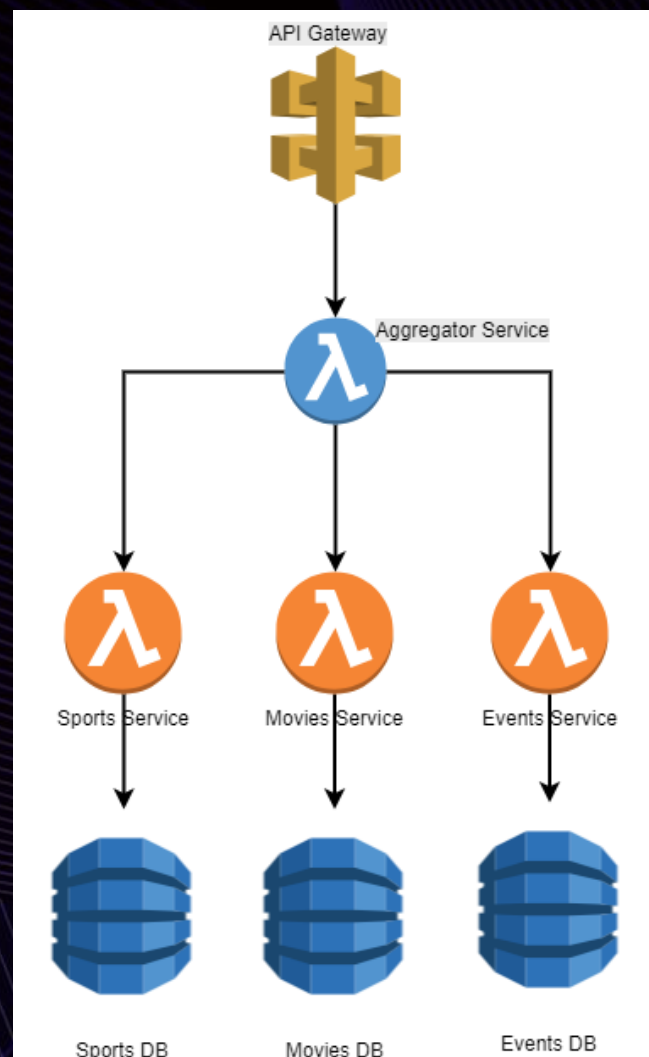 API Gateway
Aggregator Service
Sports Service
Movies Service
Events Service
Sports DB
Movies DB
Events DB